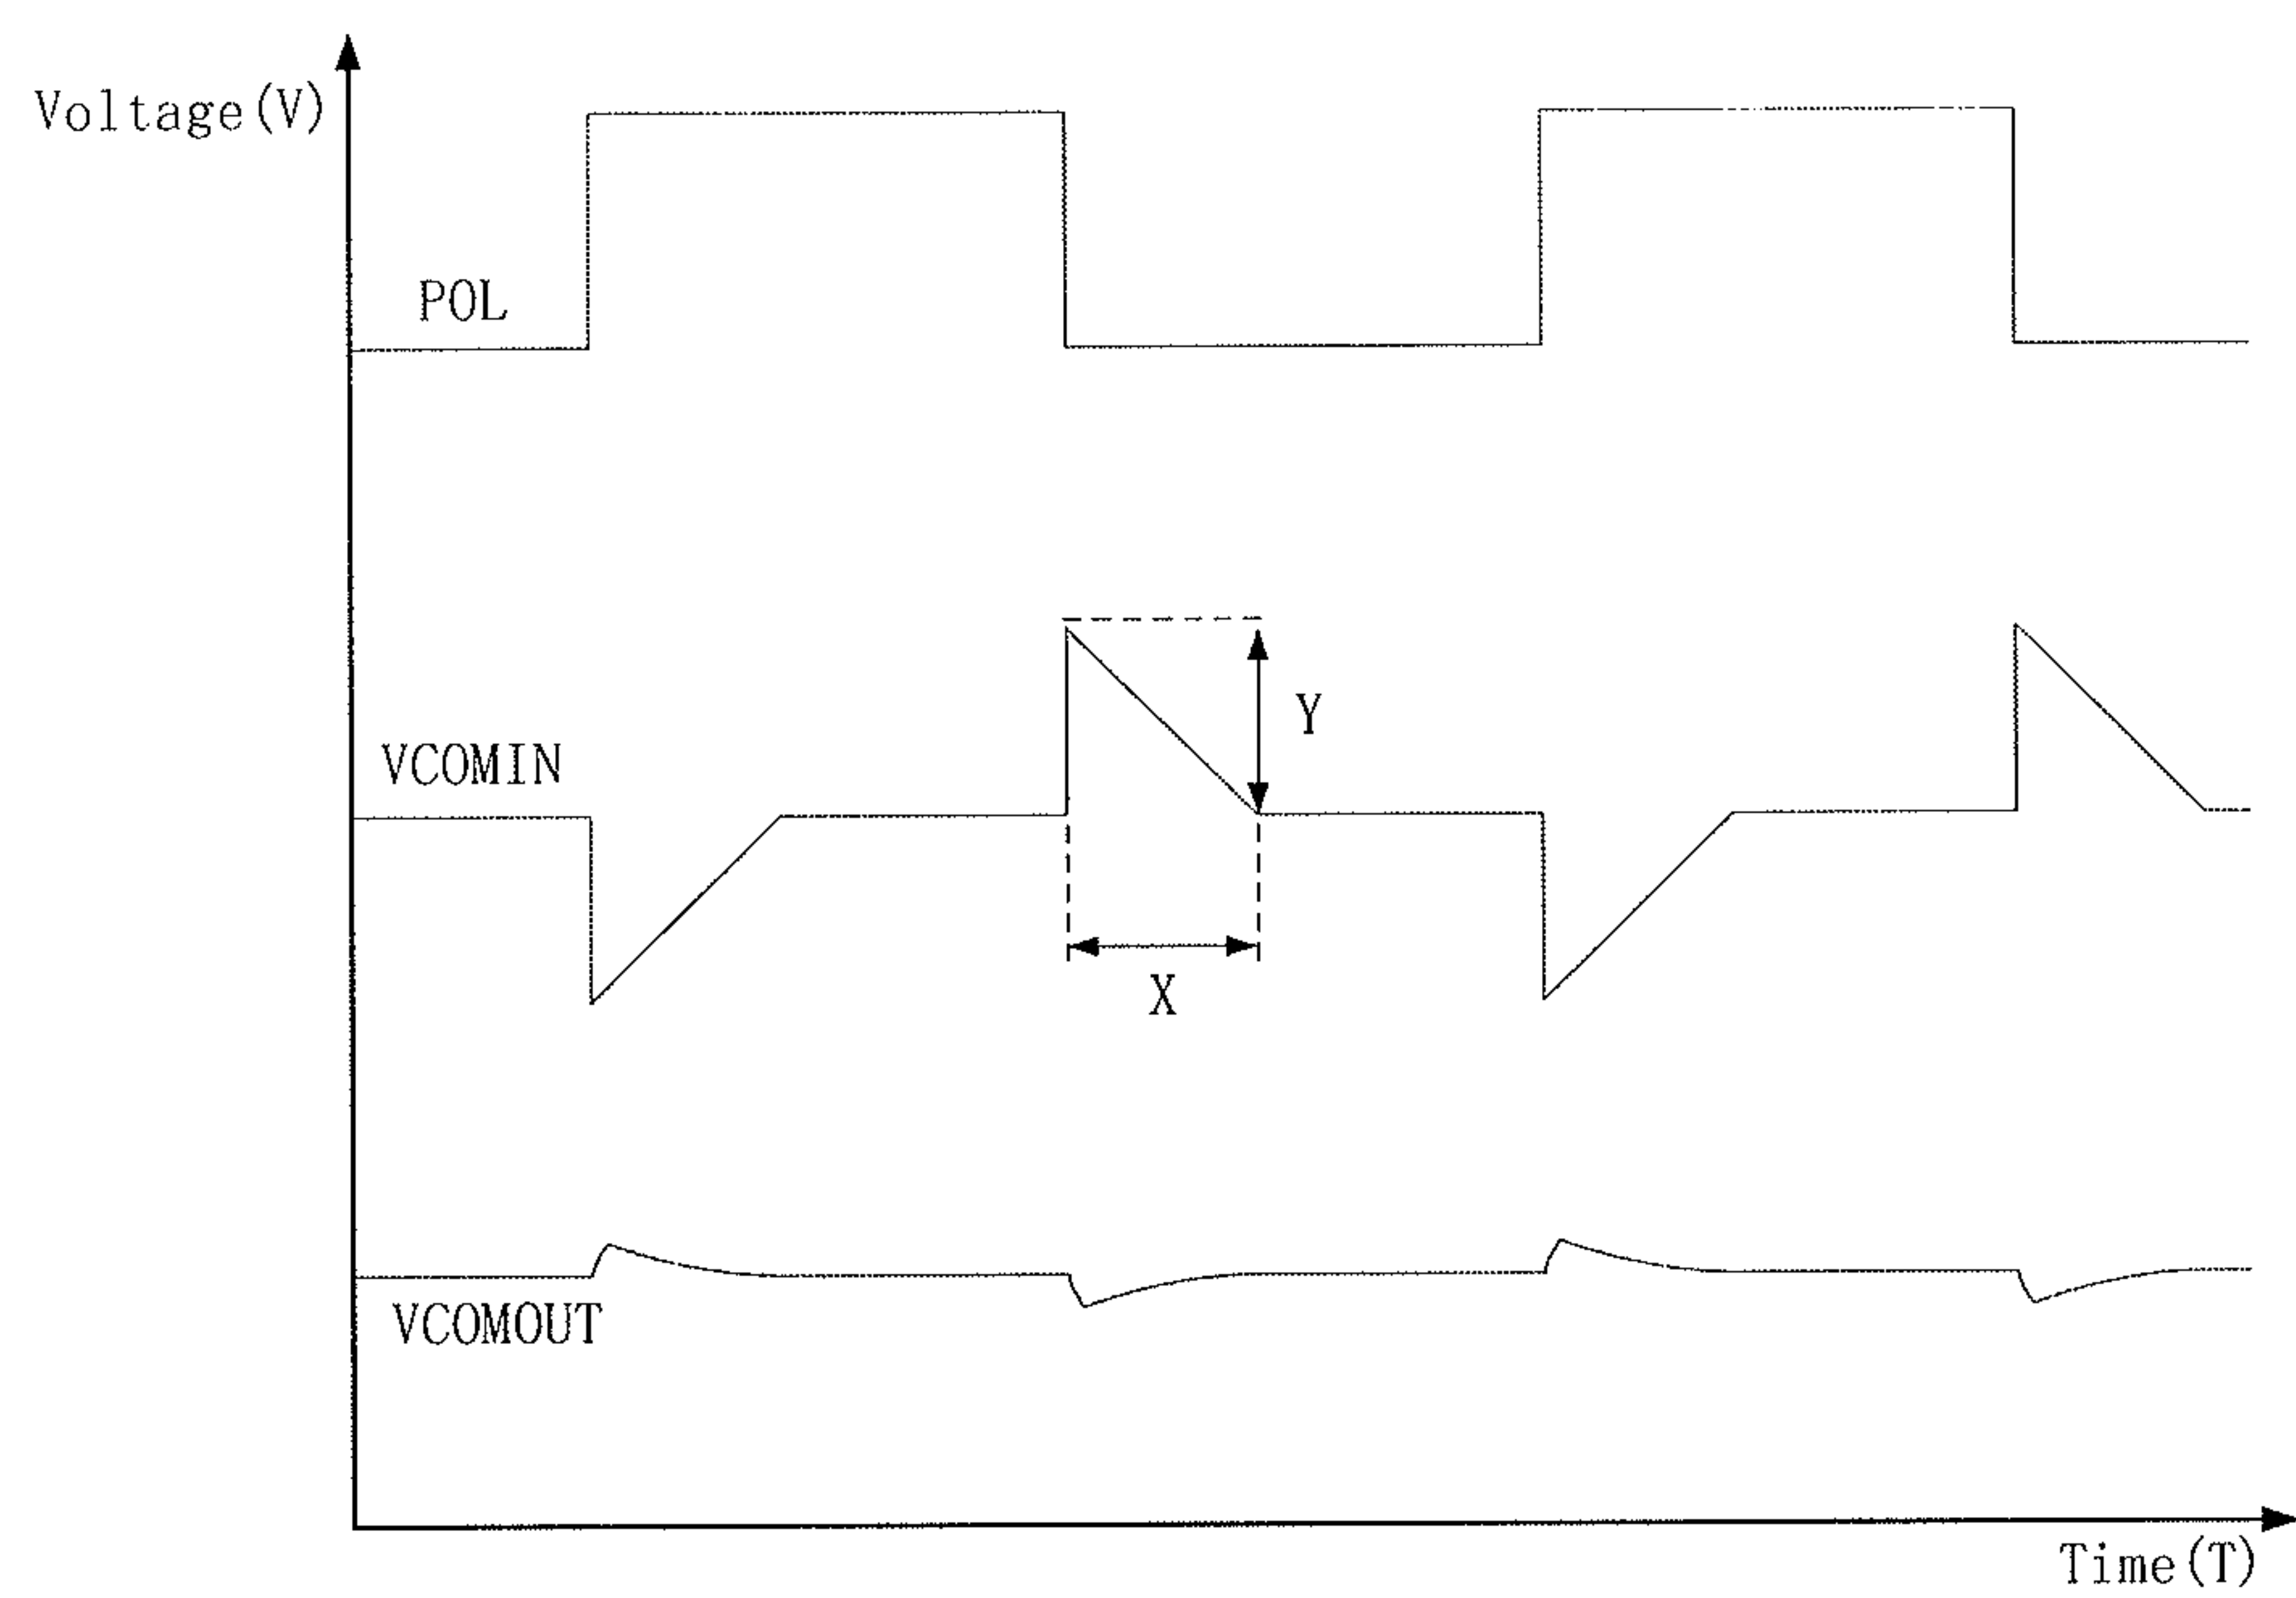 Voltage(V)
POL
Y
VCOMIN
X
VCOMOUT
Time(T)